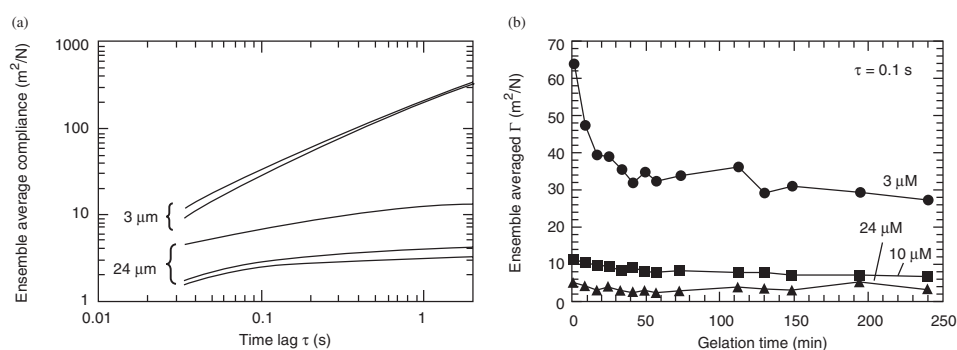 (a)
Ensemble average compliance (m²/N)
1000
100
10
1
3 μm
24 μm
0.01
0.1
1
Time lag τ (s)
(b)
Ensemble averaged Γ (m²/N)
70
60
50
40
30
20
10
0
τ = 0.1 s
3 μM
24 μM
10 μM
0
50
100
150
200
250
Gelation time (min)